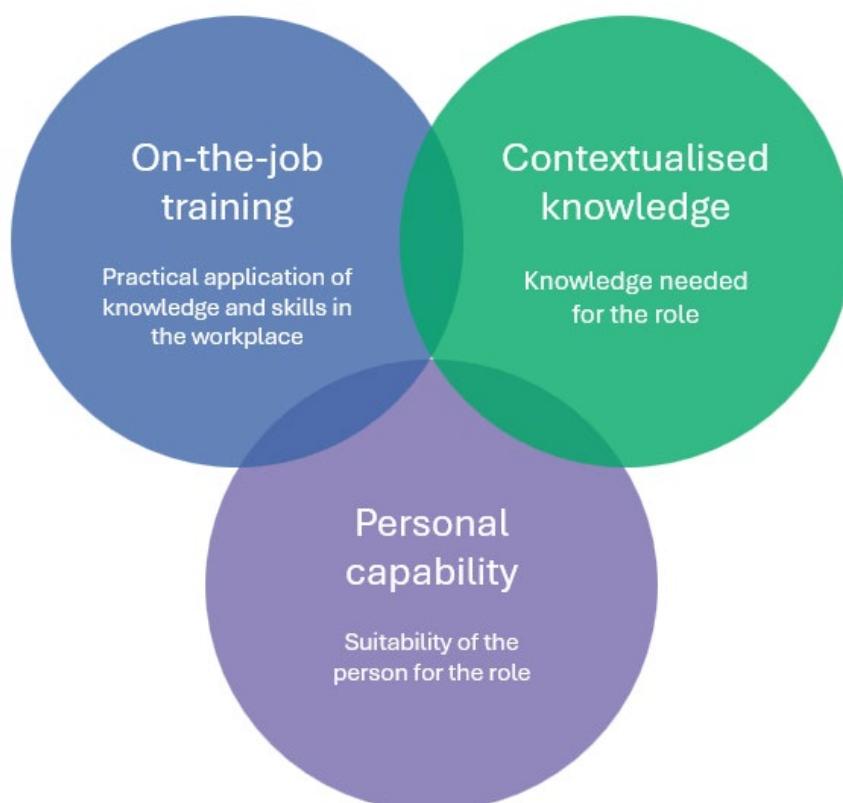 On-the-job
training
Practical application of
knowledge and skills in
the workplace
Contextualised
knowledge
Knowledge needed
for the role
Personal
capability
Suitability of the
person for the role